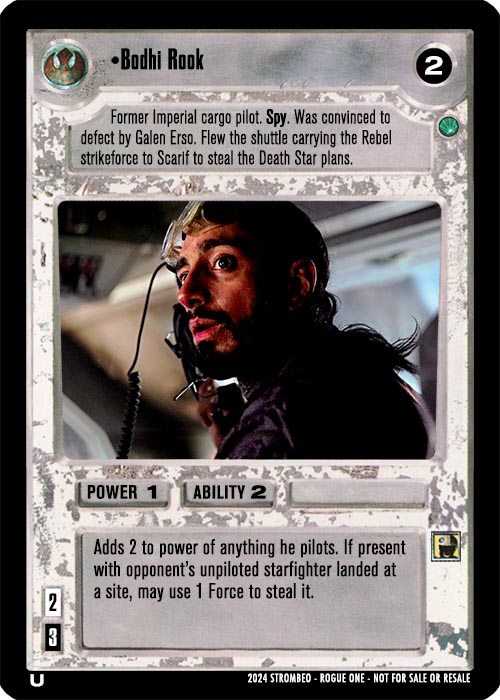 •Bodhi Rook
2
Former Imperial cargo pilot. Spy. Was convinced to
defect by Galen Erso. Flew the shuttle carrying the Rebel
strikeforce to Scarif to steal the Death Star plans.
POWER 1
ABILITY 2
Adds 2 to power of anything he pilots. If present
with opponent's unpiloted starfighter landed at
a site, may use 1 Force to steal it.
2
3
U
2024 STROMBEO - ROGUE ONE - NOT FOR SALE OR RESALE